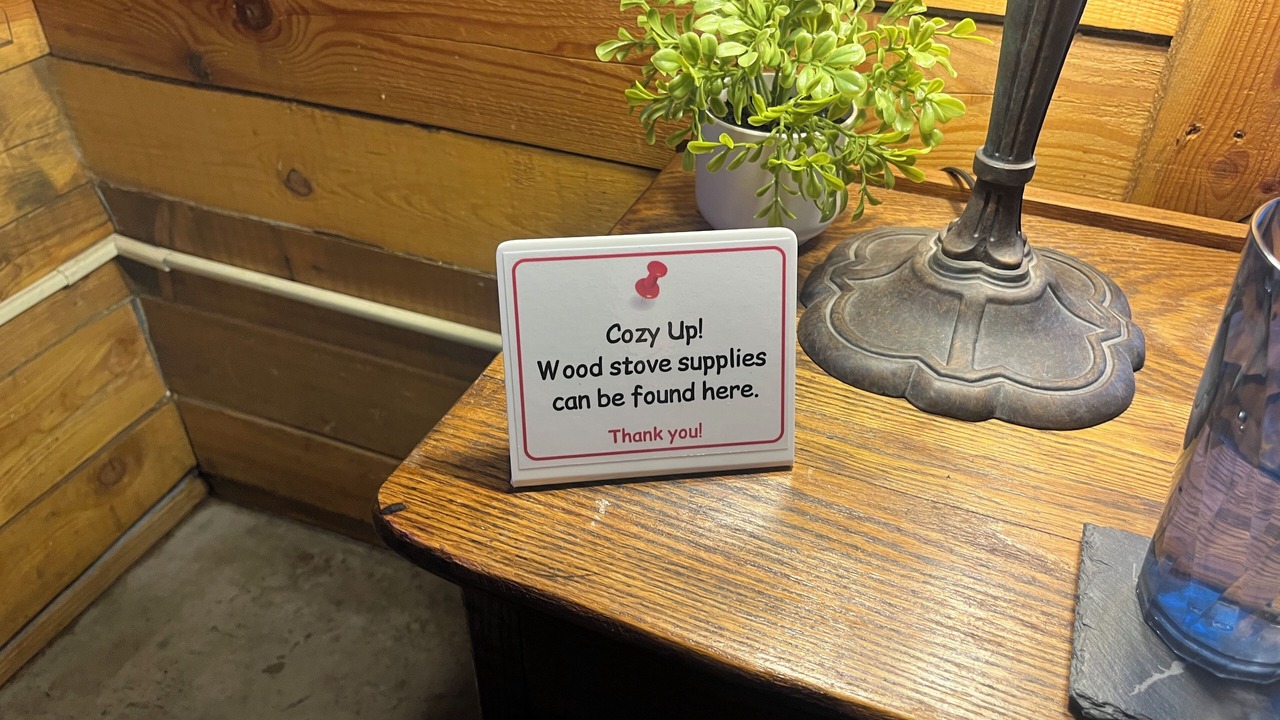 Cozy Up!
Wood stove supplies
can be found here.
Thank you!